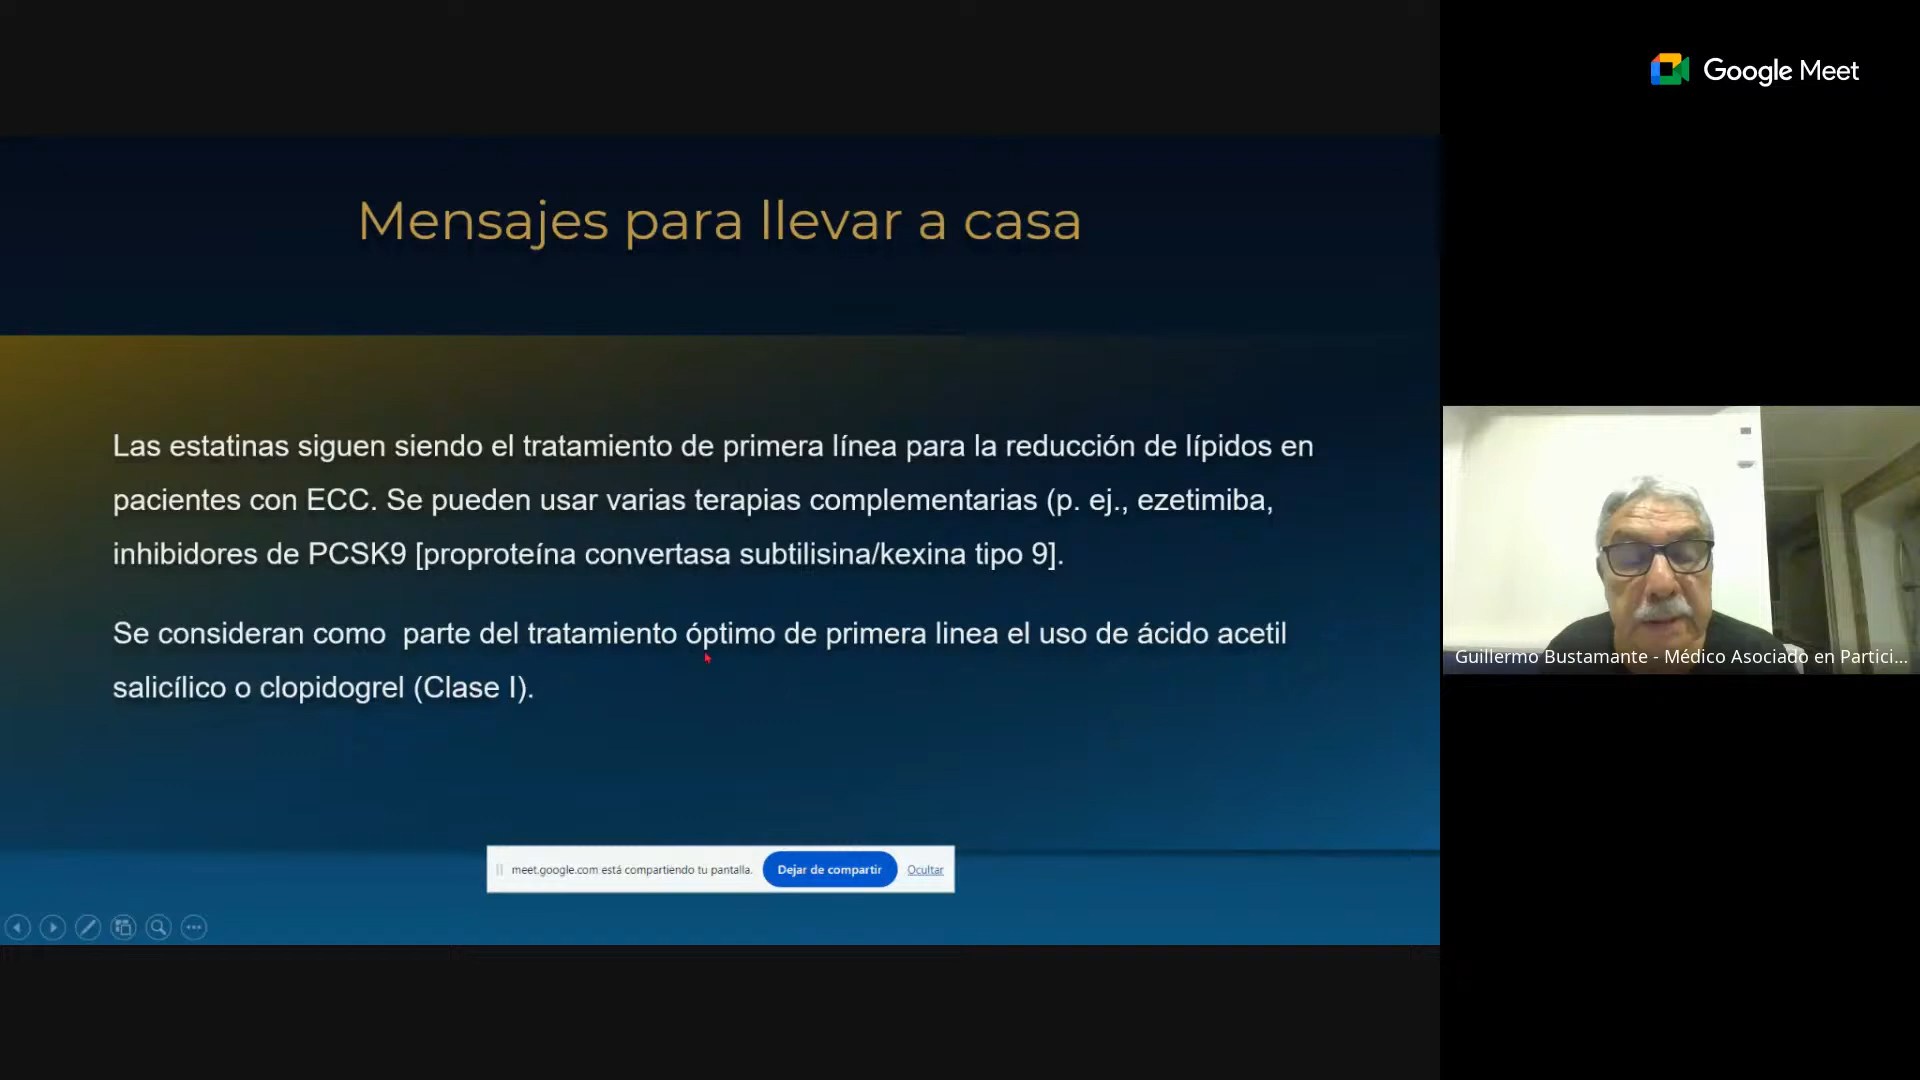 Google Meet
Mensajes para llevar a casa
Las estatinas siguen siendo el tratamiento de primera línea para la reducción de lípidos en
pacientes con ECC. Se pueden usar varias terapias complementarias (p. ej., ezetimiba,
inhibidores de PCSK9 [proproteína convertasa subtilisina/kexina tipo 9].
Se consideran como  parte del tratamiento óptimo de primera linea el uso de ácido acetil
salicílico o clopidogrel (Clase I).
Guillermo Bustamante - Médico Asociado en Partici...
meet.google.com está compartiendo tu pantalla. Dejar de compartir Ocultar